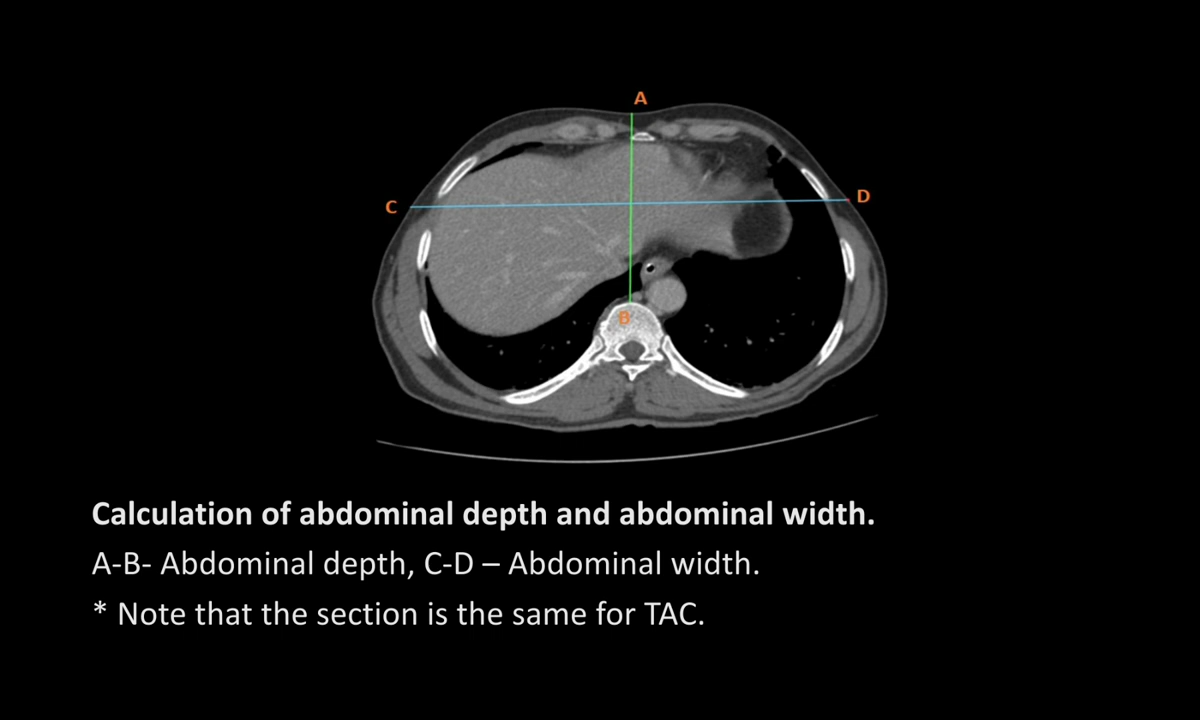 A
C
D
B
Calculation of abdominal depth and abdominal width.
A-B- Abdominal depth, C-D – Abdominal width.
* Note that the section is the same for TAC.